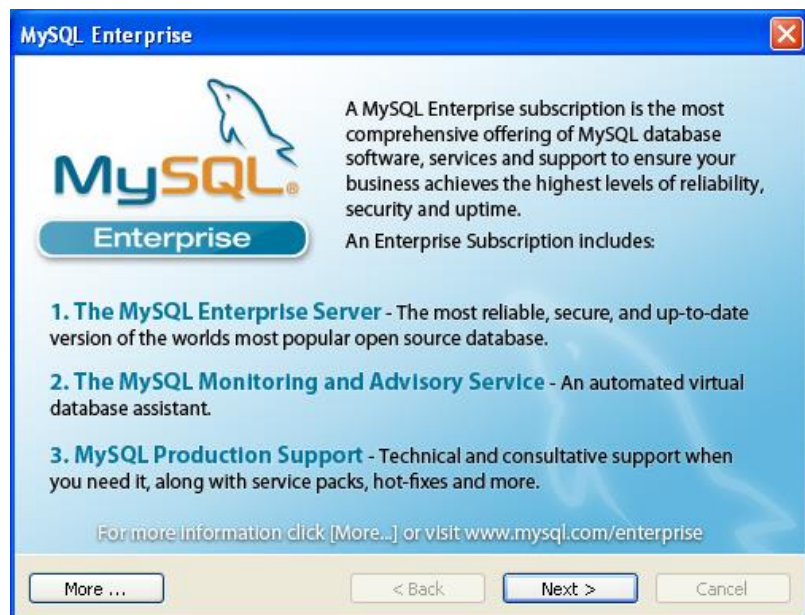 MySQL Enterprise
MySQL®
Enterprise
A MySQL Enterprise subscription is the most
comprehensive offering of MySQL database
software, services and support to ensure your
business achieves the highest levels of reliability,
security and uptime.
An Enterprise Subscription includes:
1. The MySQL Enterprise Server - The most reliable, secure, and up-to-date
version of the worlds most popular open source database.
2. The MySQL Monitoring and Advisory Service - An automated virtual
database assistant.
3. MySQL Production Support - Technical and consultative support when
you need it, along with service packs, hot-fixes and more.
For more information click [More...] or visit www.mysql.com/enterprise
More ...
< Back
Next >
Cancel